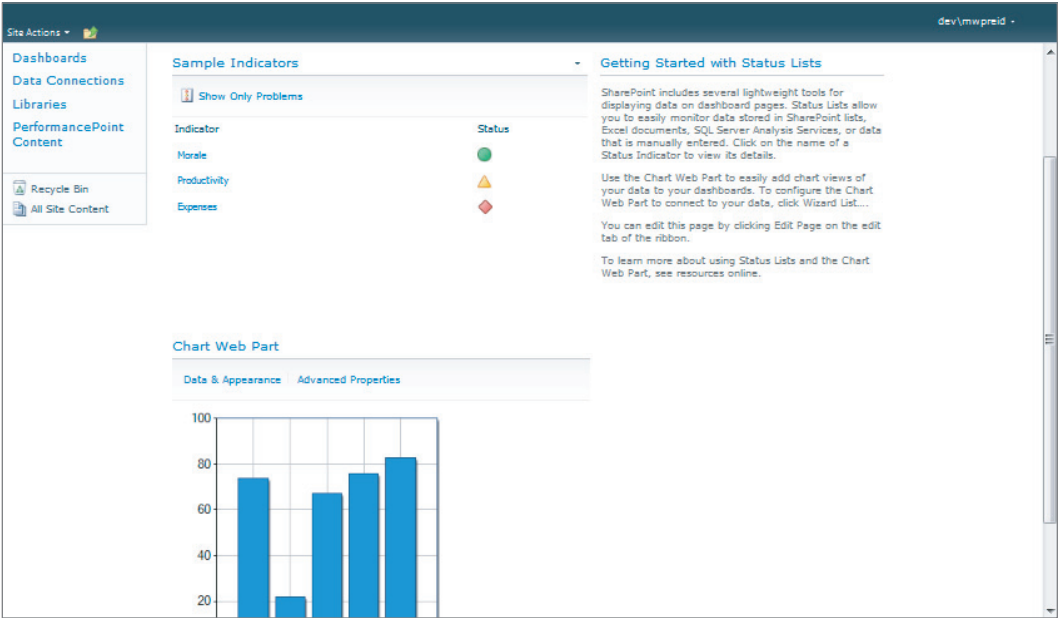 dev\mwpreid
Site Actions
Dashboards
Data Connections
Libraries
PerformancePoint
Content
Recycle Bin
All Site Content
Sample Indicators
Show Only Problems
Indicator Status
Morale
Productivity
Expenses
Getting Started with Status Lists
SharePoint includes several lightweight tools for
displaying data on dashboard pages. Status Lists allow
you to easily monitor data stored in SharePoint lists,
Excel documents, SQL Server Analysis Services, or data
that is manually entered. Click on the name of a
Status Indicator to view its details.
Use the Chart Web Part to easily add chart views of
your data to your dashboards. To configure the Chart
Web Part to connect to your data, click Wizard List....
You can edit this page by clicking Edit Page on the edit
tab of the ribbon.
To learn more about using Status Lists and the Chart
Web Part, see resources online.
Chart Web Part
Data & Appearance Advanced Properties
100
80
60
40
20